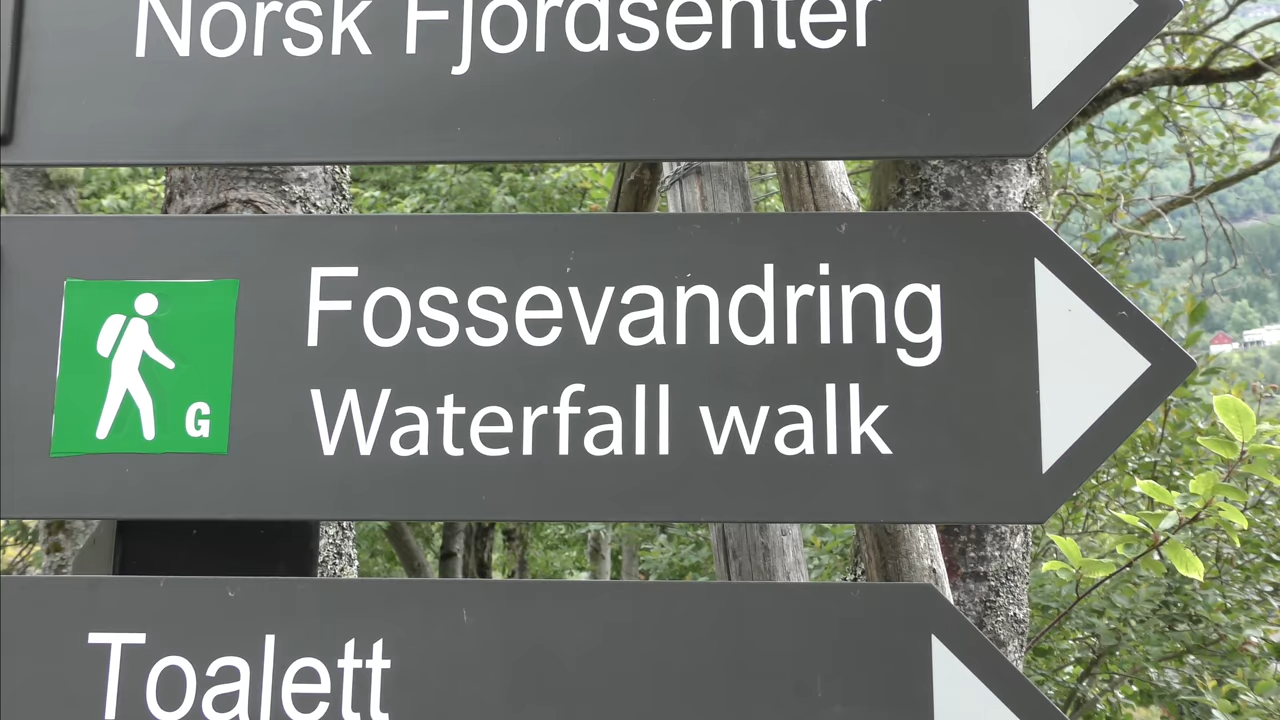 Norsk Fjordsenter
G
Fossevandring
Waterfall walk
Toalett